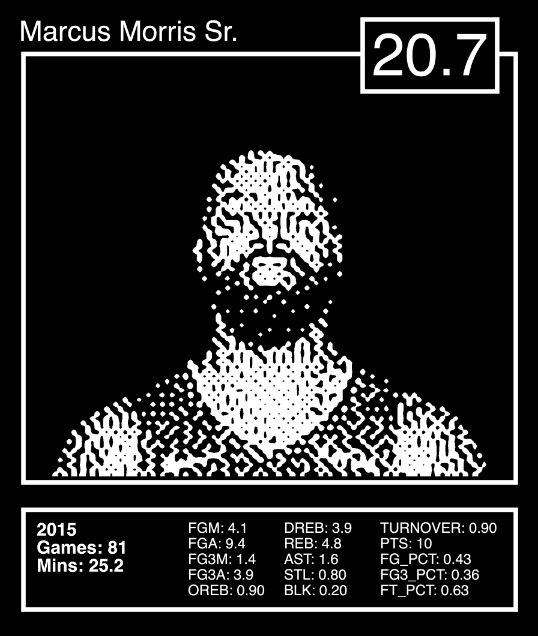 Marcus Morris Sr.
20.7
2015
Games: 81
Mins: 25.2
FGM: 4.1
FGA: 9.4
FG3M: 1.4
FG3A: 3.9
OREB: 0.90
DREB: 3.9
REB: 4.8
AST: 1.6
STL: 0.80
BLK: 0.20
TURNOVER: 0.90
PTS: 10
FG_PCT: 0.43
FG3_PCT: 0.36
FT_PCT: 0.63